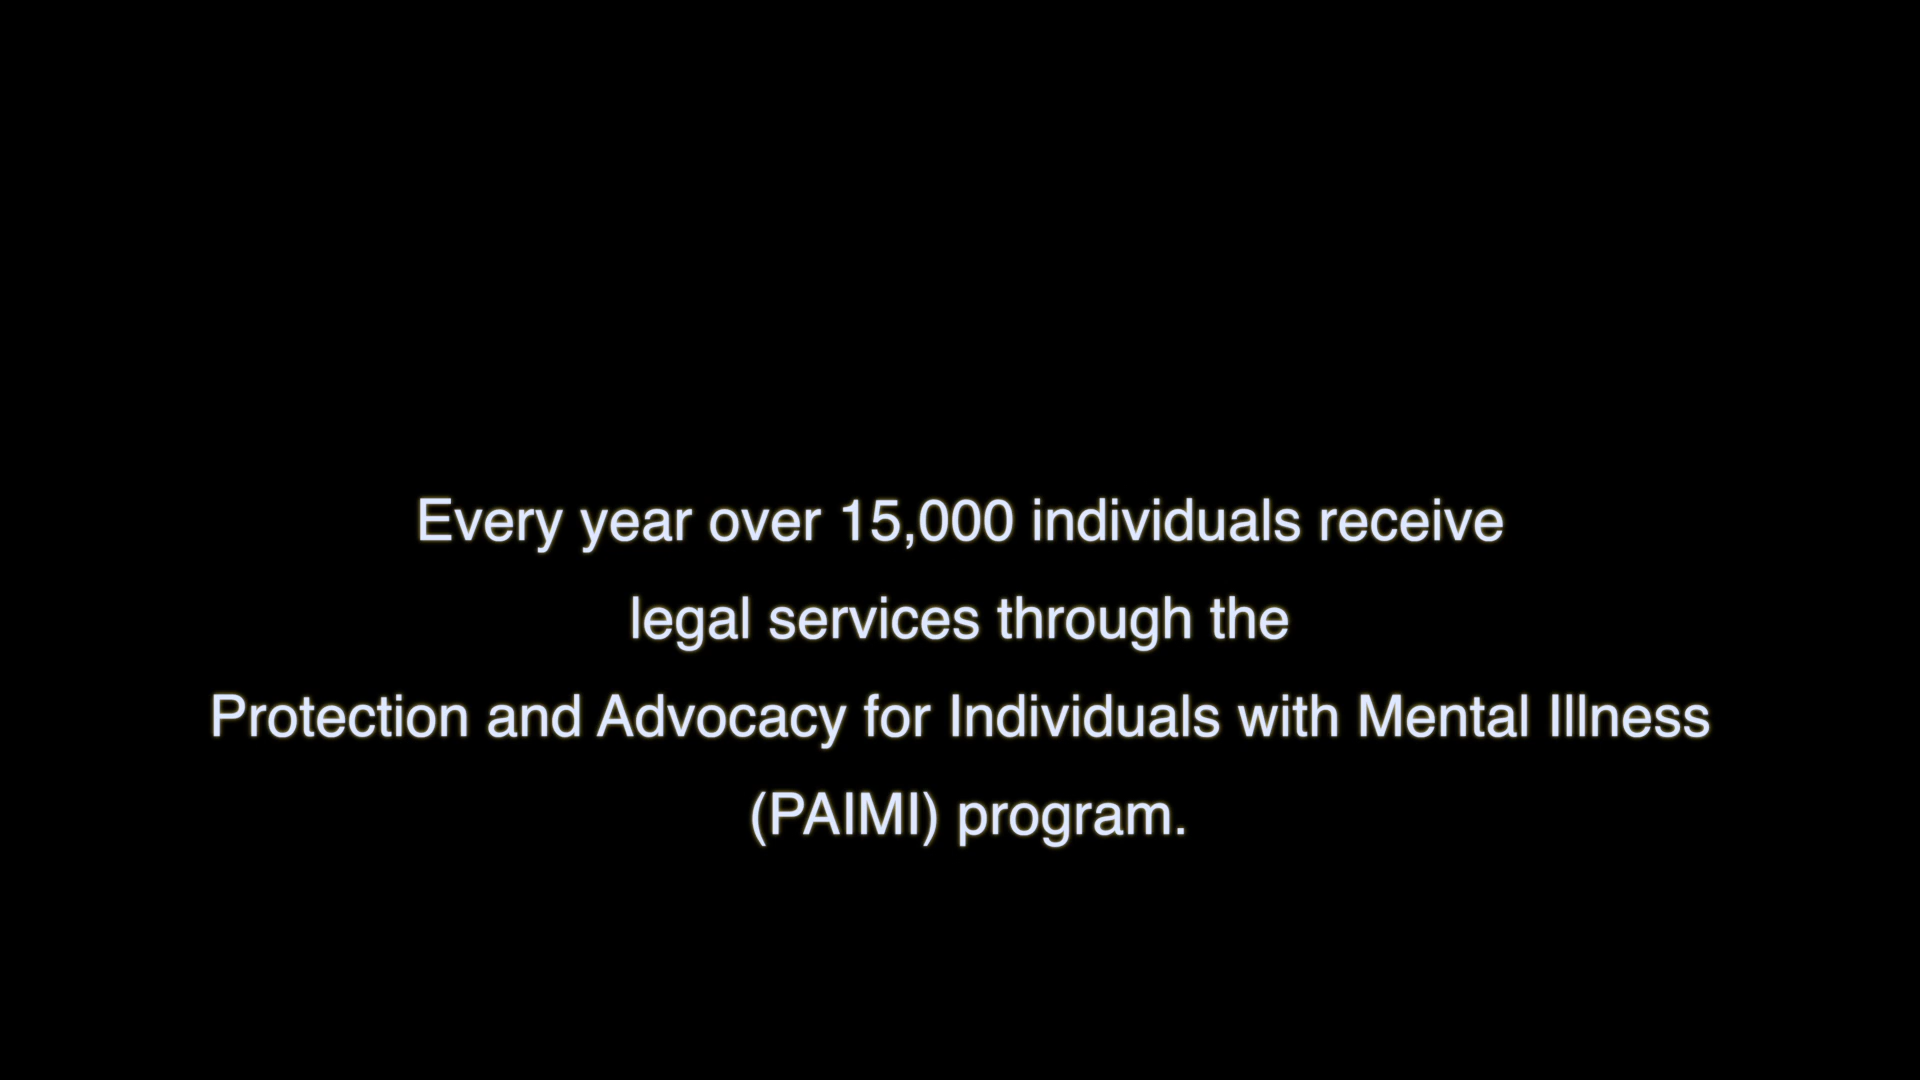 Every year over 15,000 individuals receive
legal services through the
Protection and Advocacy for Individuals with Mental Illness
(PAIMI) program.